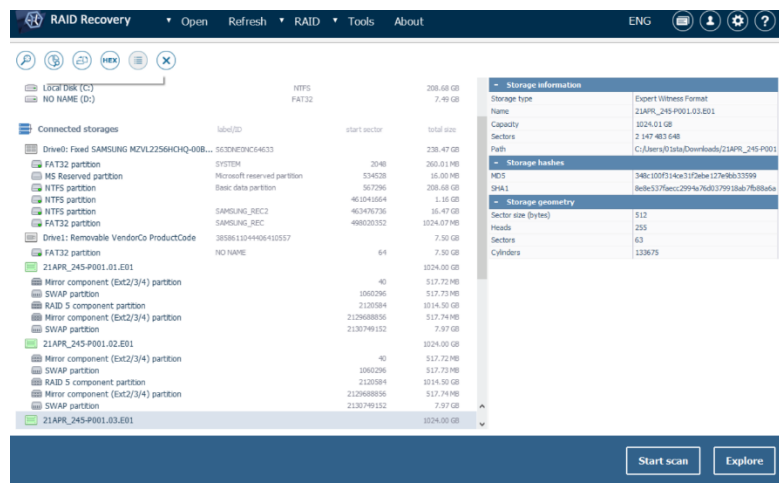 RAID Recovery Open Refresh RAID Tools About ENG
HEX
Local Disk (C:) NTFS 208.68 GB
NO NAME (D:) FAT32 7.49 GB
Connected storages label/ID start sector total size
Drive0: Fixed SAMSUNG MZVL2256HCHQ-00B... S63DNE0NC64633 238.47 GB
FAT32 partition SYSTEM 2048 260.01 MB
MS Reserved partition Microsoft reserved partition 534528 16.00 MB
NTFS partition Basic data partition 567296 208.68 GB
NTFS partition 461041664 1.16 GB
NTFS partition SAMSUNG_REC2 463476736 16.47 GB
FAT32 partition SAMSUNG_REC 498020352 1024.07 MB
Drive1: Removable VendorCo ProductCode 3858611044406410557 7.50 GB
FAT32 partition NO NAME 64 7.50 GB
21APR_245-P001.01.E01 1024.00 GB
Mirror component (Ext2/3/4) partition 40 517.72 MB
SWAP partition 1060296 517.73 MB
RAID 5 component partition 2120584 1014.50 GB
Mirror component (Ext2/3/4) partition 2129688856 517.74 MB
SWAP partition 2130749152 7.97 GB
21APR_245-P001.02.E01 1024.00 GB
Mirror component (Ext2/3/4) partition 40 517.72 MB
SWAP partition 1060296 517.73 MB
RAID 5 component partition 2120584 1014.50 GB
Mirror component (Ext2/3/4) partition 2129688856 517.74 MB
SWAP partition 2130749152 7.97 GB
21APR_245-P001.03.E01 1024.00 GB
- Storage information
Storage type Expert Witness Format
Name 21APR_245-P001.03.E01
Capacity 1024.01 GB
Sectors 2 147 483 648
Path C:/Users/01sta/Downloads/21APR_245-P001
- Storage hashes
MD5 348c100f314ce31f2ebe127e9bb33599
SHA1 8e8e537faecc2994a76d0379918ab7fb88a6a
- Storage geometry
Sector size (bytes) 512
Heads 255
Sectors 63
Cylinders 133675
Start scan Explore